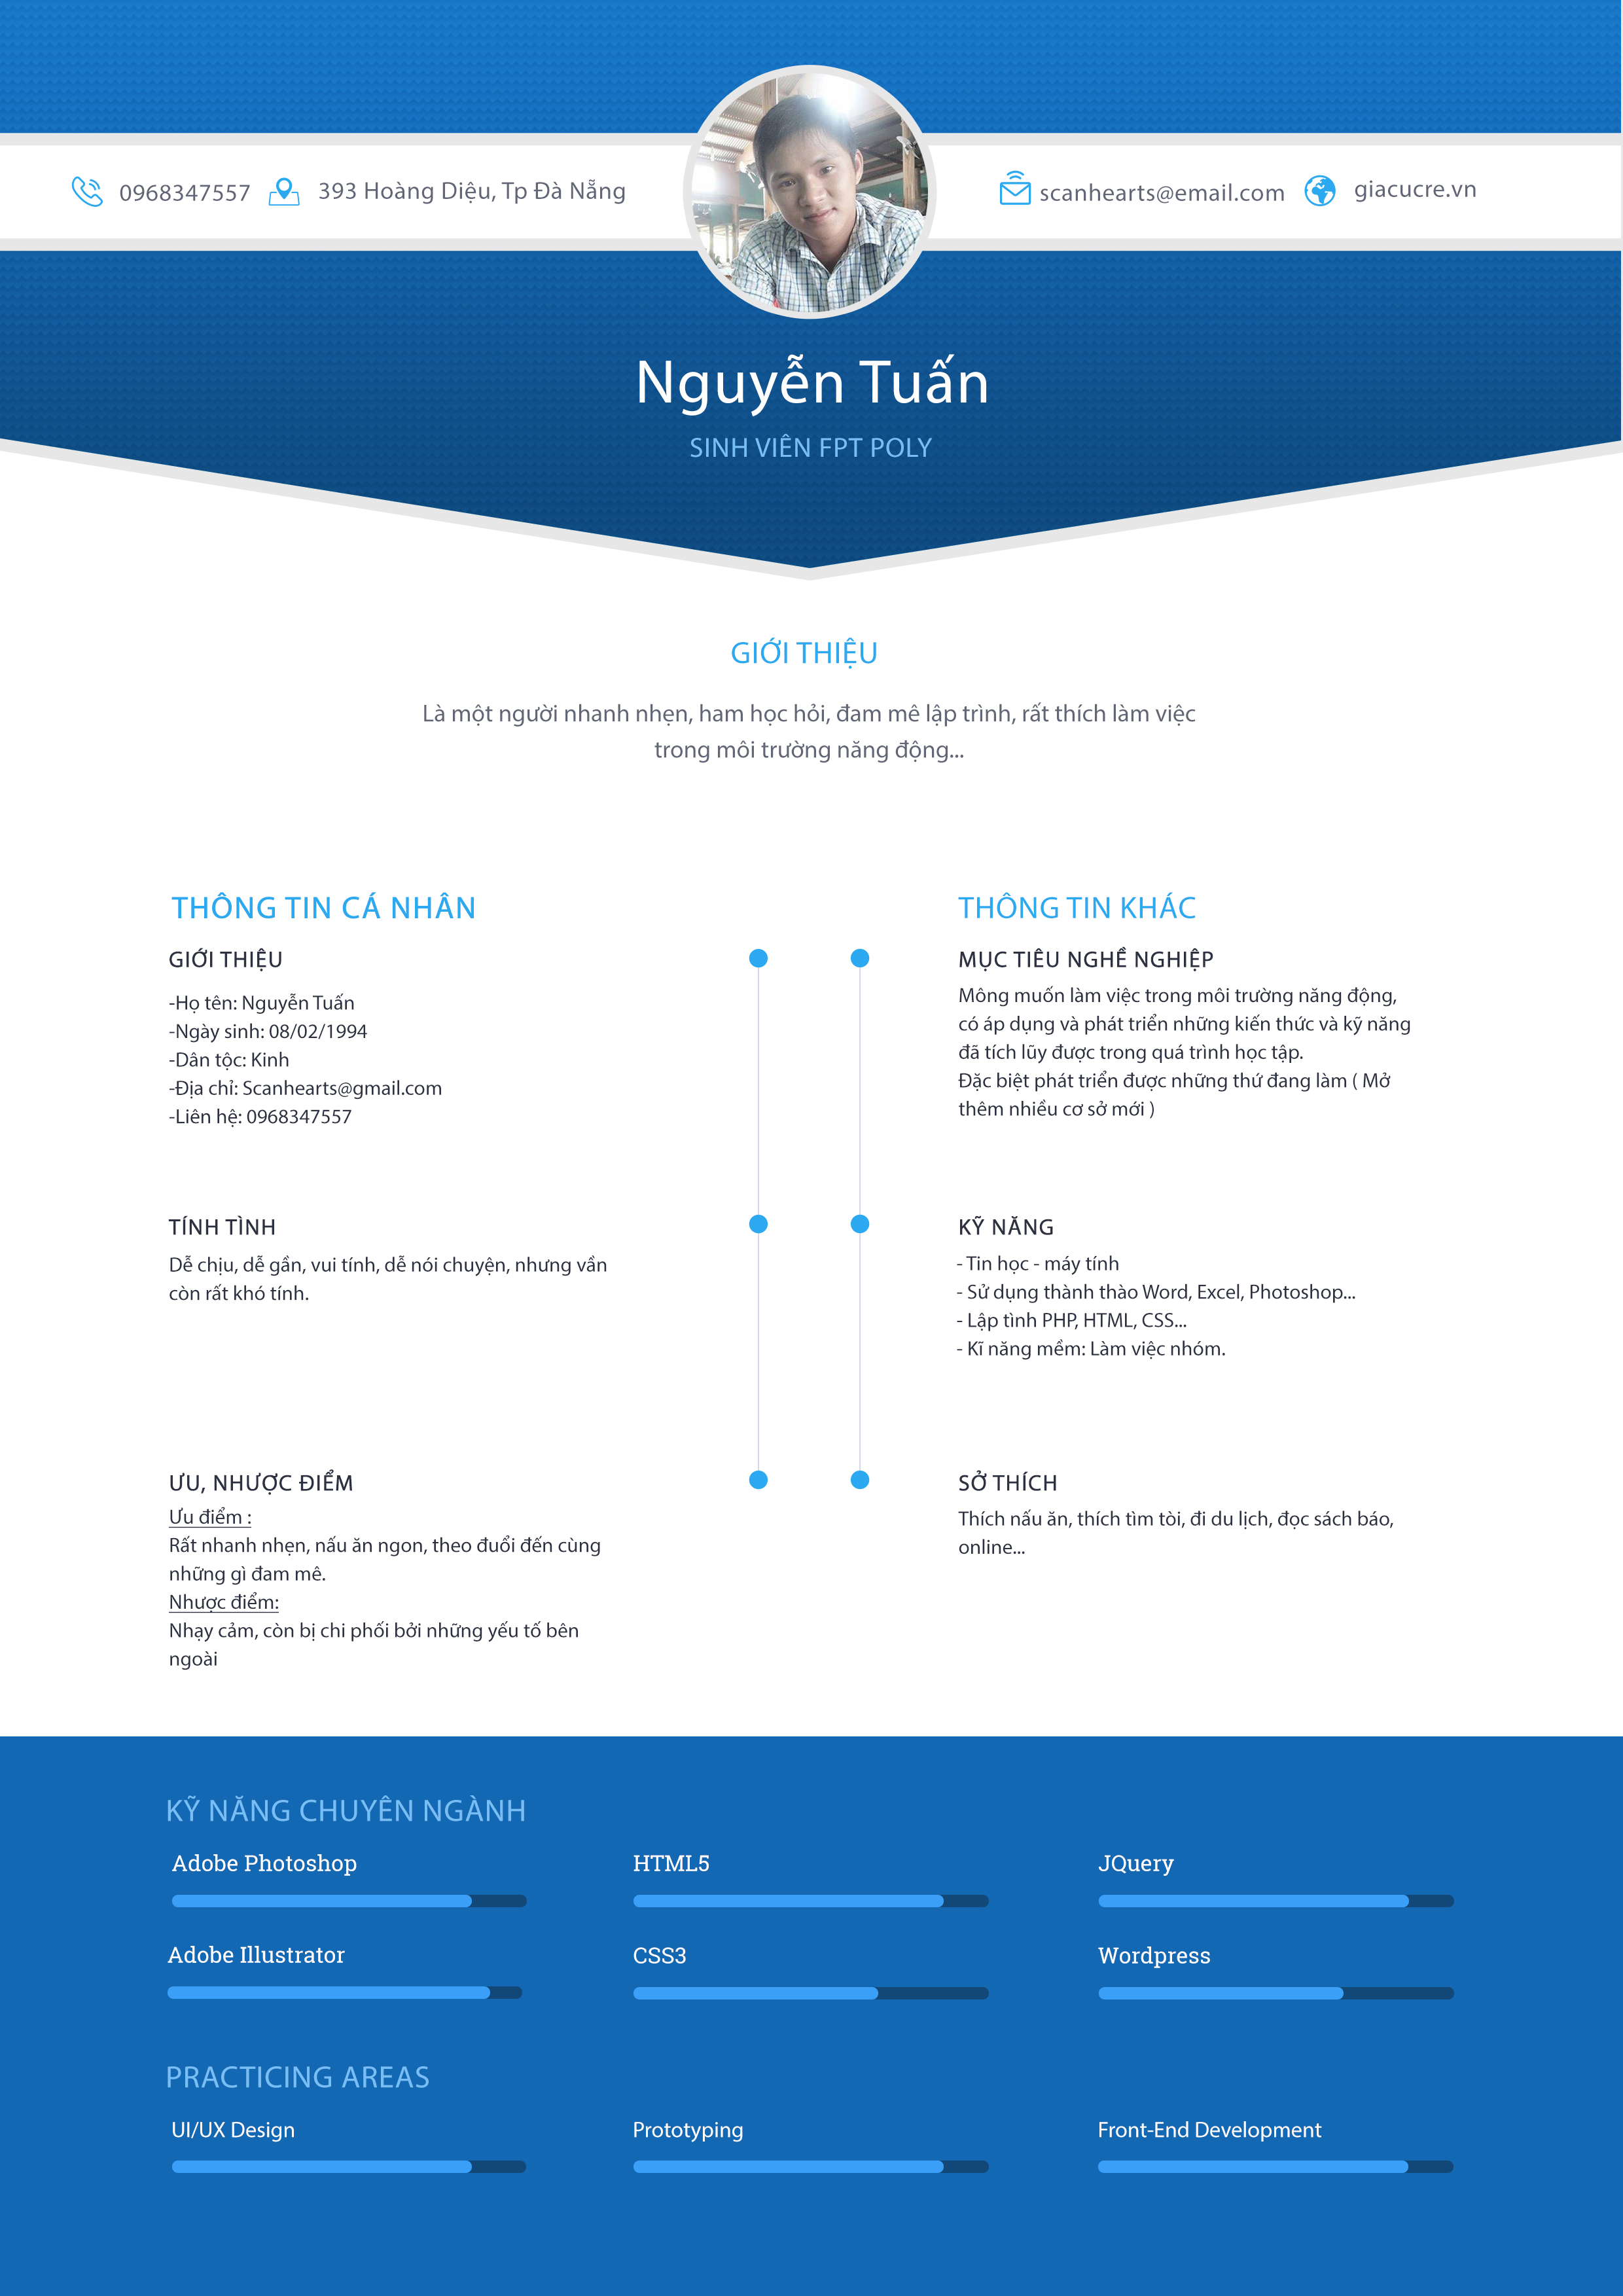 0968347557
393 Hoàng Diệu, Tp Đà Nẵng
scanhearts@email.com
giacucre.vn
Nguyễn Tuấn
SINH VIÊN FPT POLY
GIỚI THIỆU
Là một người nhanh nhẹn, ham học hỏi, đam mê lập trình, rất thích làm việc
trong môi trường năng động...
THÔNG TIN CÁ NHÂN
GIỚI THIỆU
-Họ tên: Nguyễn Tuấn
-Ngày sinh: 08/02/1994
-Dân tộc: Kinh
-Địa chỉ: Scanhearts@gmail.com
-Liên hệ: 0968347557
TÍNH TÌNH
Dễ chịu, dễ gần, vui tính, dễ nói chuyện, nhưng vẫn
còn rất khó tính.
ƯU, NHƯỢC ĐIỂM
Ưu điểm :
Rất nhanh nhẹn, nấu ăn ngon, theo đuổi đến cùng
những gì đam mê.
Nhược điểm:
Nhạy cảm, còn bị chi phối bởi những yếu tố bên
ngoài
THÔNG TIN KHÁC
MỤC TIÊU NGHỀ NGHIỆP
Mông muốn làm việc trong môi trường năng động,
có áp dụng và phát triển những kiến thức và kỹ năng
đã tích lũy được trong quá trình học tập.
Đặc biệt phát triển được những thứ đang làm ( Mở
thêm nhiều cơ sở mới )
KỸ NĂNG
- Tin học - máy tính
- Sử dụng thành thào Word, Excel, Photoshop...
- Lập tình PHP, HTML, CSS...
- Kĩ năng mềm: Làm việc nhóm.
SỞ THÍCH
Thích nấu ăn, thích tìm tòi, đi du lịch, đọc sách báo,
online...
KỸ NĂNG CHUYÊN NGÀNH
Adobe Photoshop
HTML5
JQuery
Adobe Illustrator
CSS3
Wordpress
PRACTICING AREAS
UI/UX Design
Prototyping
Front-End Development